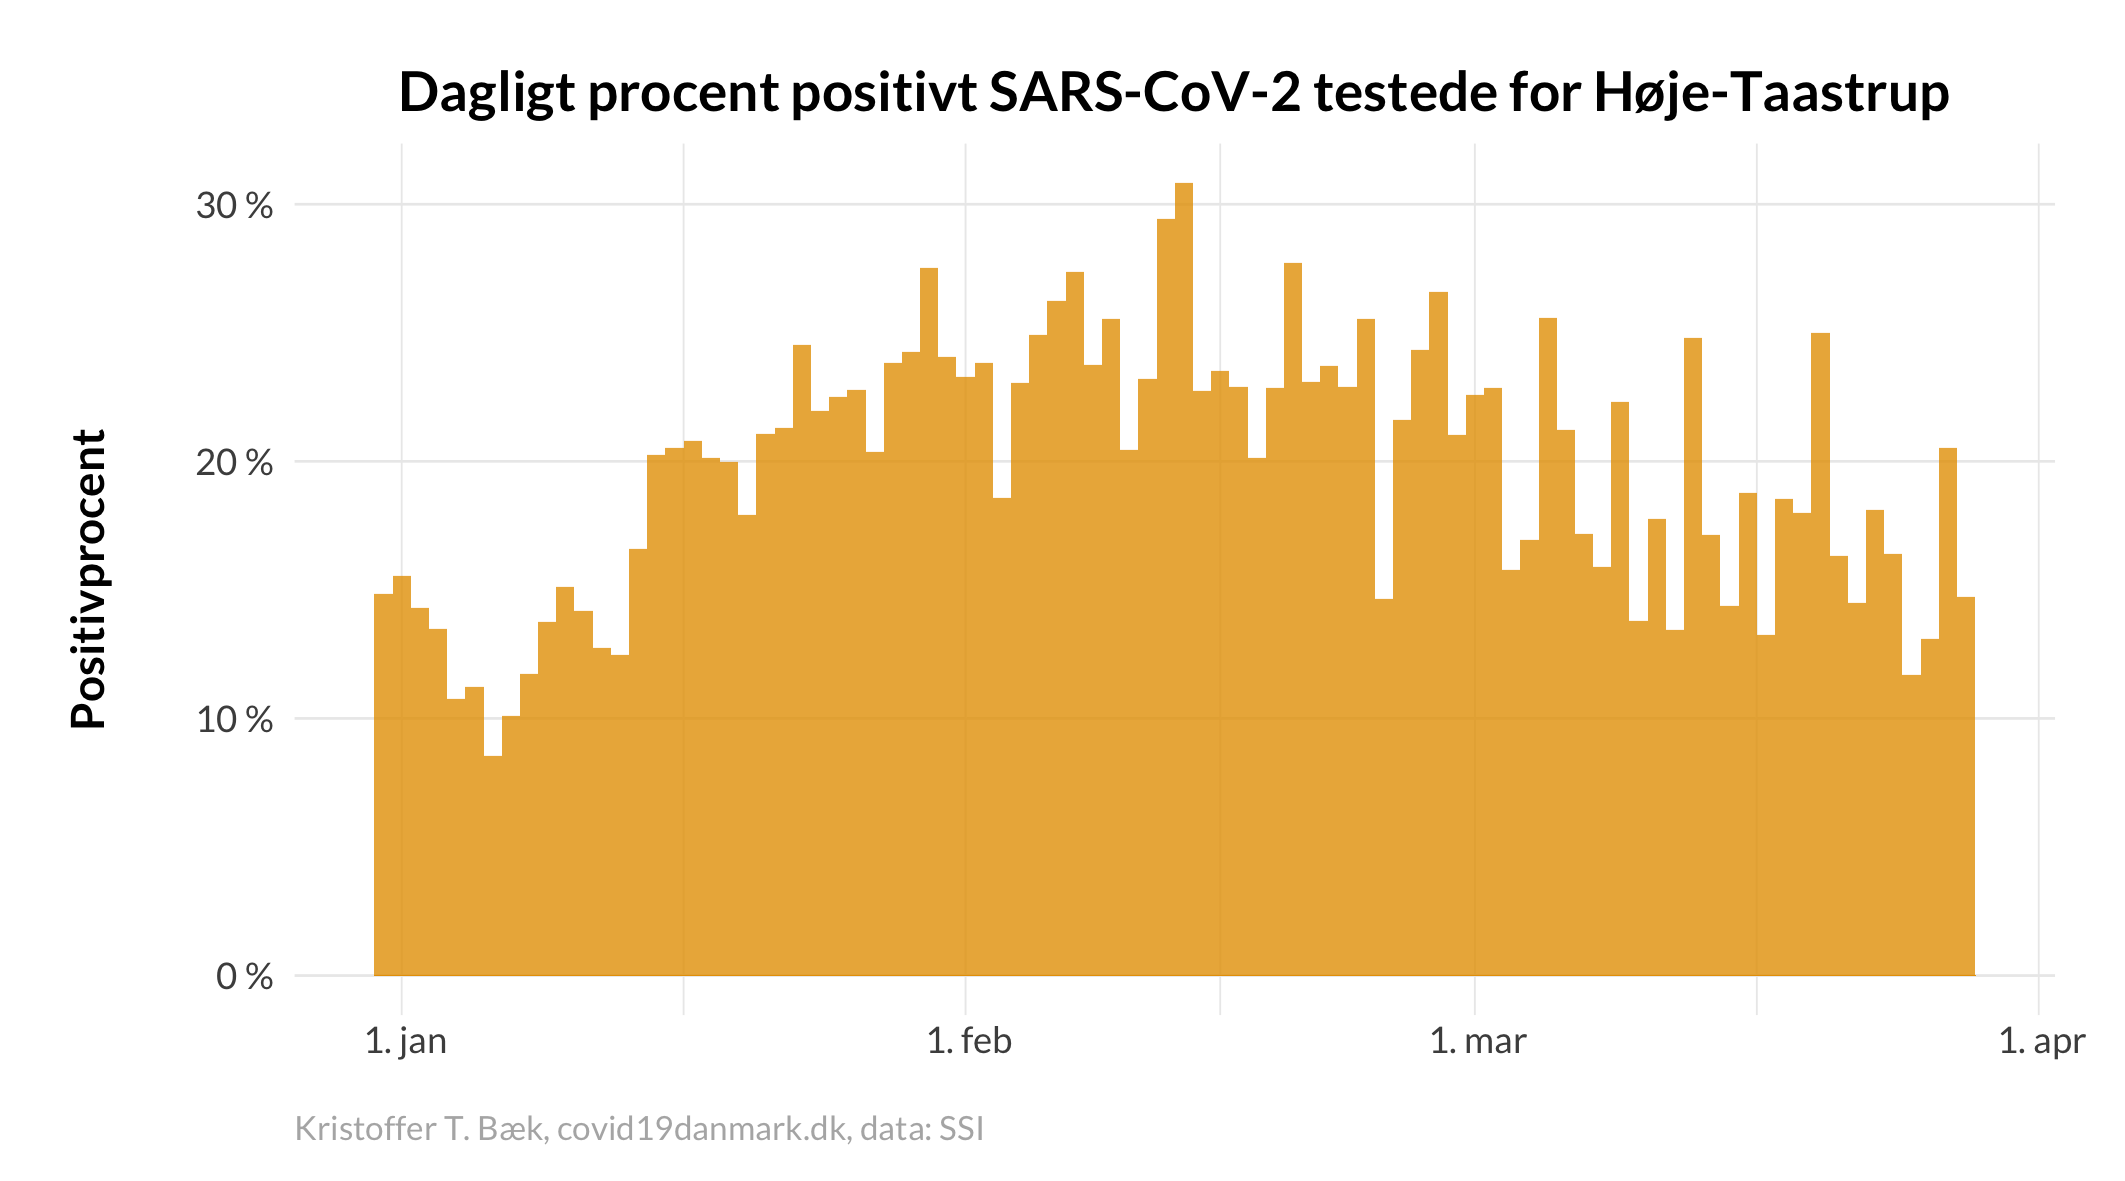 Dagligt procent positivt SARS-CoV-2 testede for Høje-Taastrup
Positivprocent
30 %
20 %
10 %
0 %
1. jan
1. feb
1. mar
1. apr
Kristoffer T. Bæk, covid19danmark.dk, data: SSI